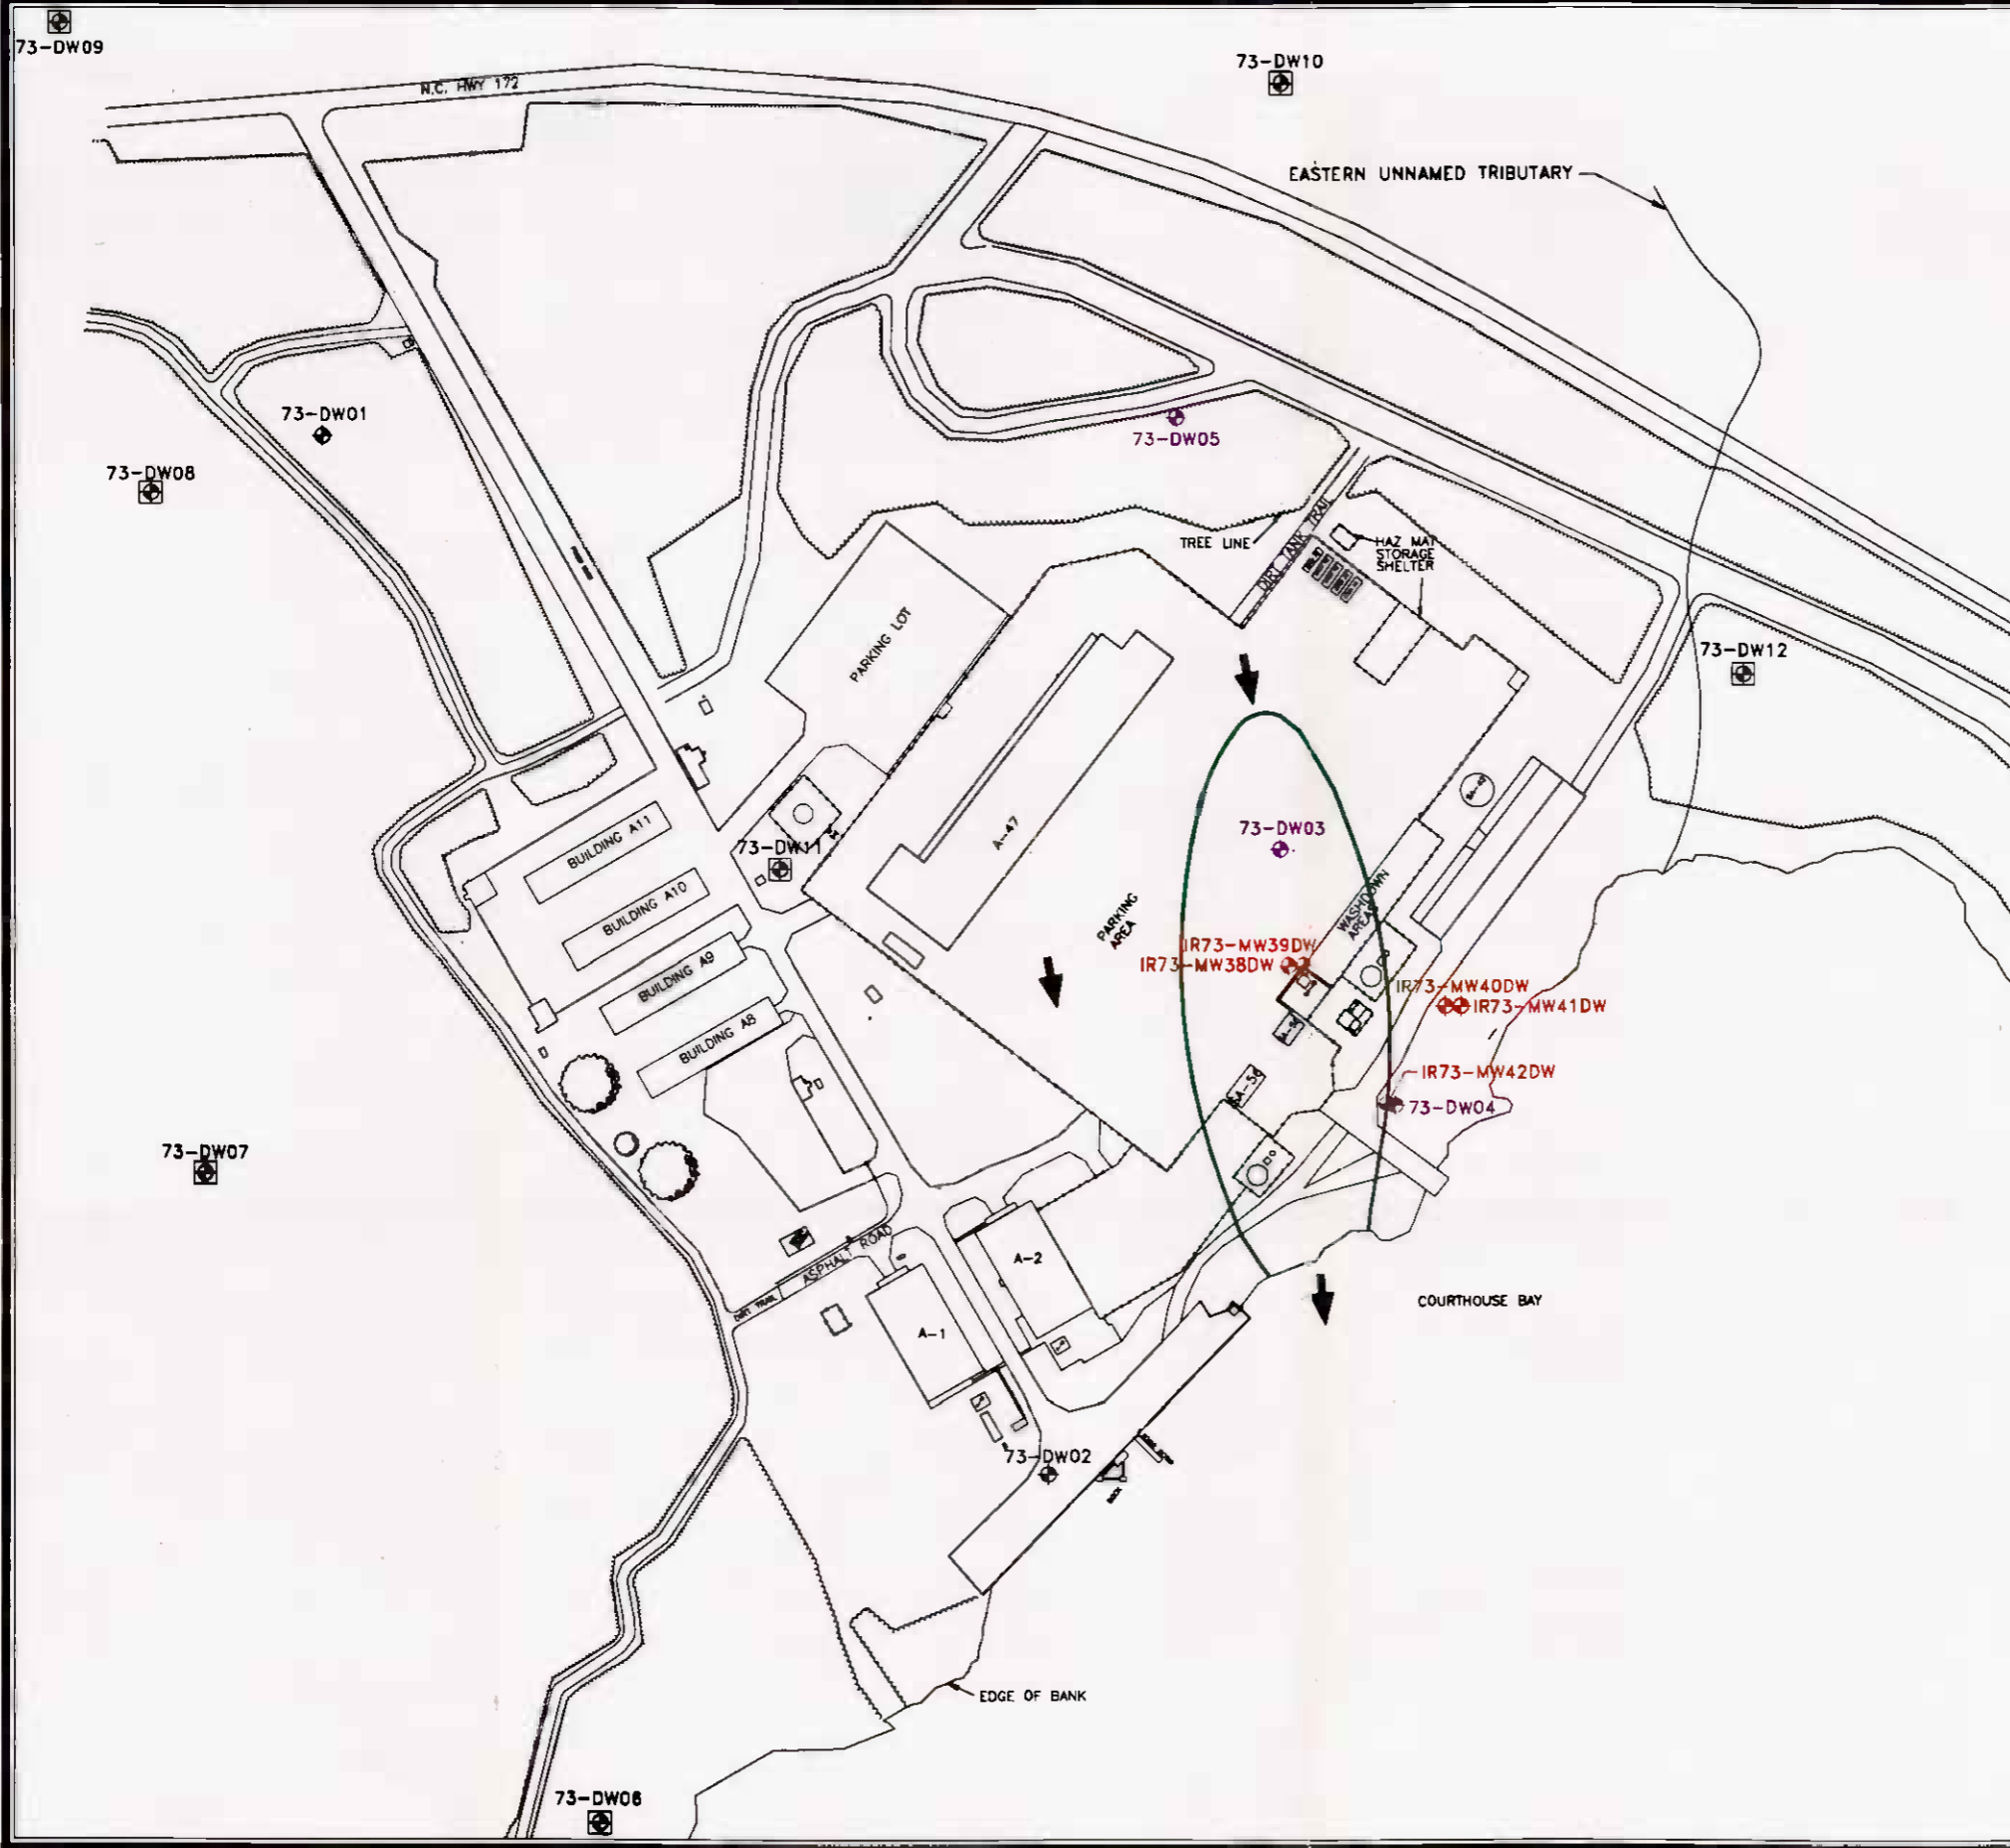 73-DW09
N.C. HWY 172
73-DW10
EASTERN UNNAMED TRIBUTARY
73-DW01
73-DW08
73-DW05
TREE LINE
DIRT TANK TRAIL
HAZ MAT
STORAGE
SHELTER
PARKING LOT
73-DW12
A-47
73-DW03
BUILDING A11
73-DW11
BUILDING A10
BUILDING A9
BUILDING A8
PARKING
AREA
WASHDOWN
AREAS
IR73-MW39DW
IR73-MW38DW
IR73-MW40DW
IR73-MW41DW
IR73-MW42DW
73-DW04
SA-56
73-DW07
ASPHALT ROAD
DIRT TRAIL
A-2
A-1
COURTHOUSE BAY
73-DW02
DOCK
EDGE OF BANK
73-DW06